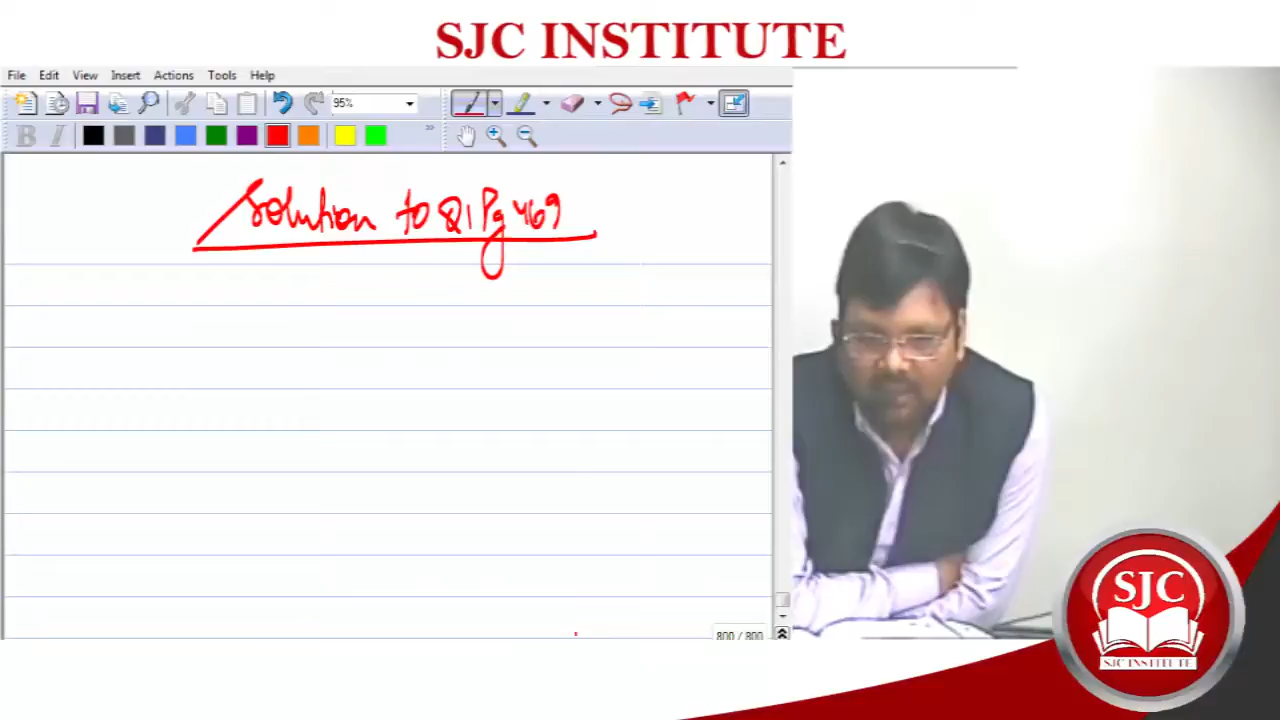 SJC INSTITUTE
File Edit View Insert Actions Tools Help
95%
B I
Solution to Q1 Pg 469
800 / 800
SJC
SJC INSTITUTE